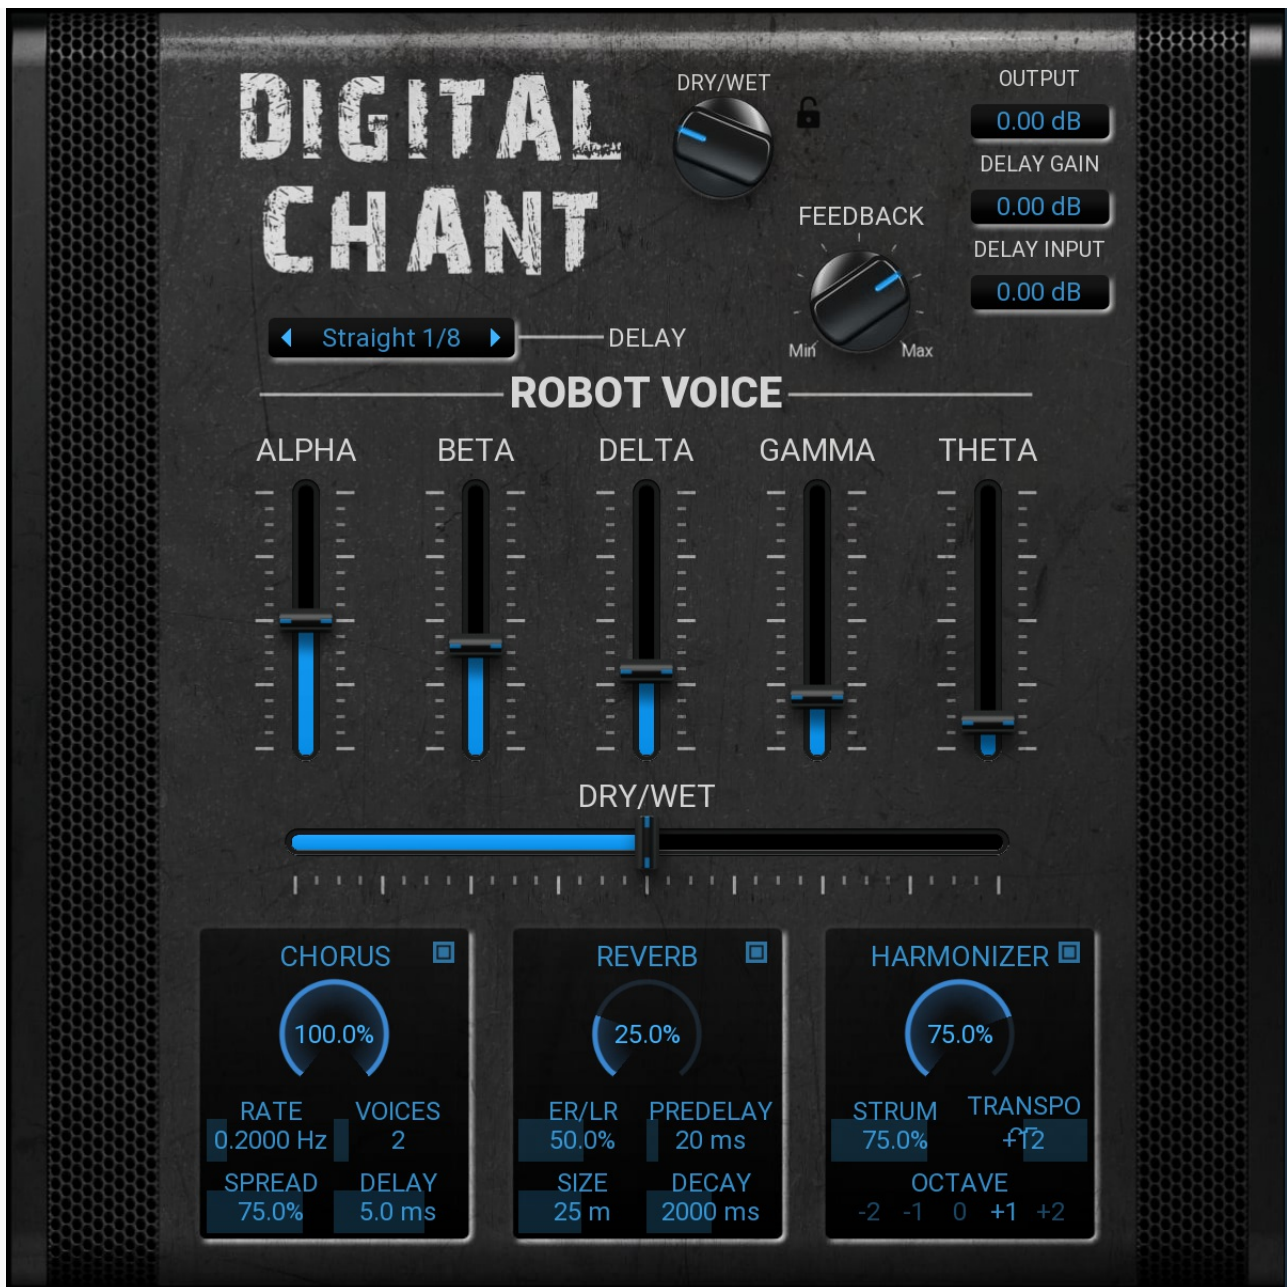 DIGITAL
CHANT
DRY/WET
OUTPUT
0.00 dB
DELAY GAIN
0.00 dB
DELAY INPUT
0.00 dB
FEEDBACK
Min
Max
Straight 1/8
DELAY
ROBOT VOICE
ALPHA
BETA
DELTA
GAMMA
THETA
DRY/WET
CHORUS
100.0%
RATE
0.2000 Hz
VOICES
2
SPREAD
75.0%
DELAY
5.0 ms
REVERB
25.0%
ER/LR
50.0%
PREDELAY
20 ms
SIZE
25 m
DECAY
2000 ms
HARMONIZER
75.0%
STRUM
75.0%
TRANSPO
+12
OCTAVE
-2 -1 0 +1 +2